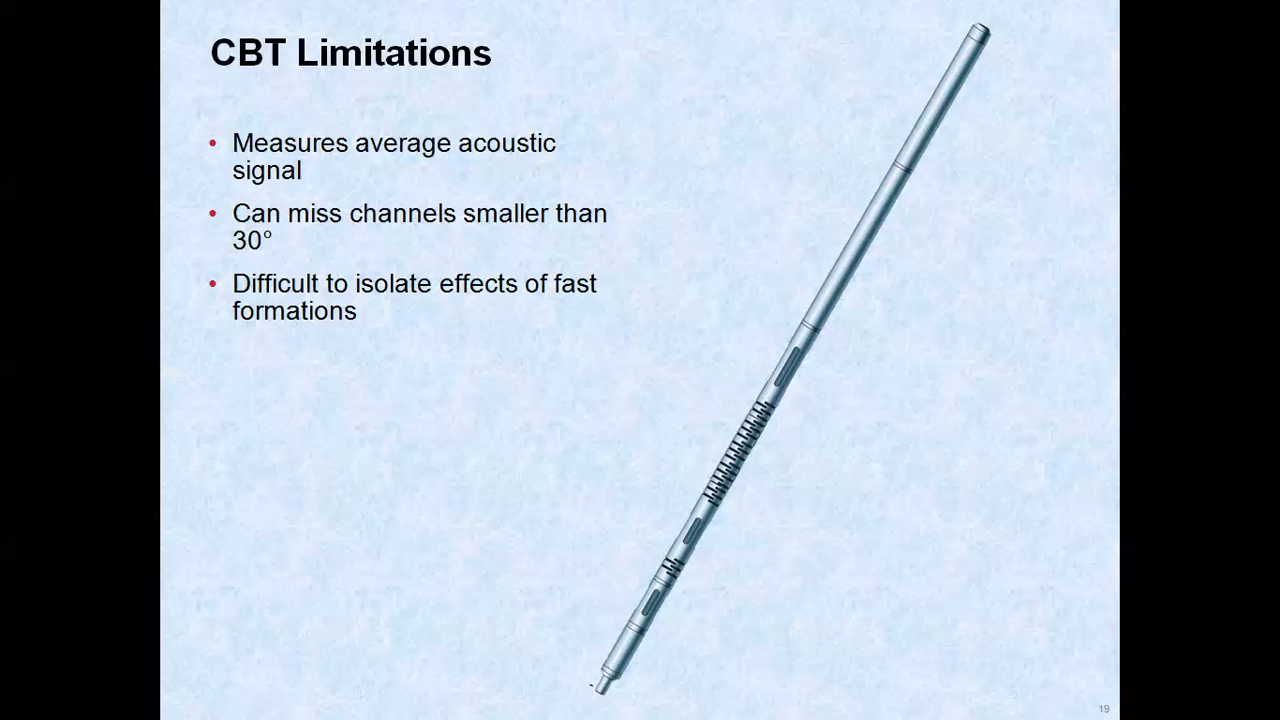 CBT Limitations
• Measures average acoustic
signal
• Can miss channels smaller than
30°
• Difficult to isolate effects of fast
formations
19